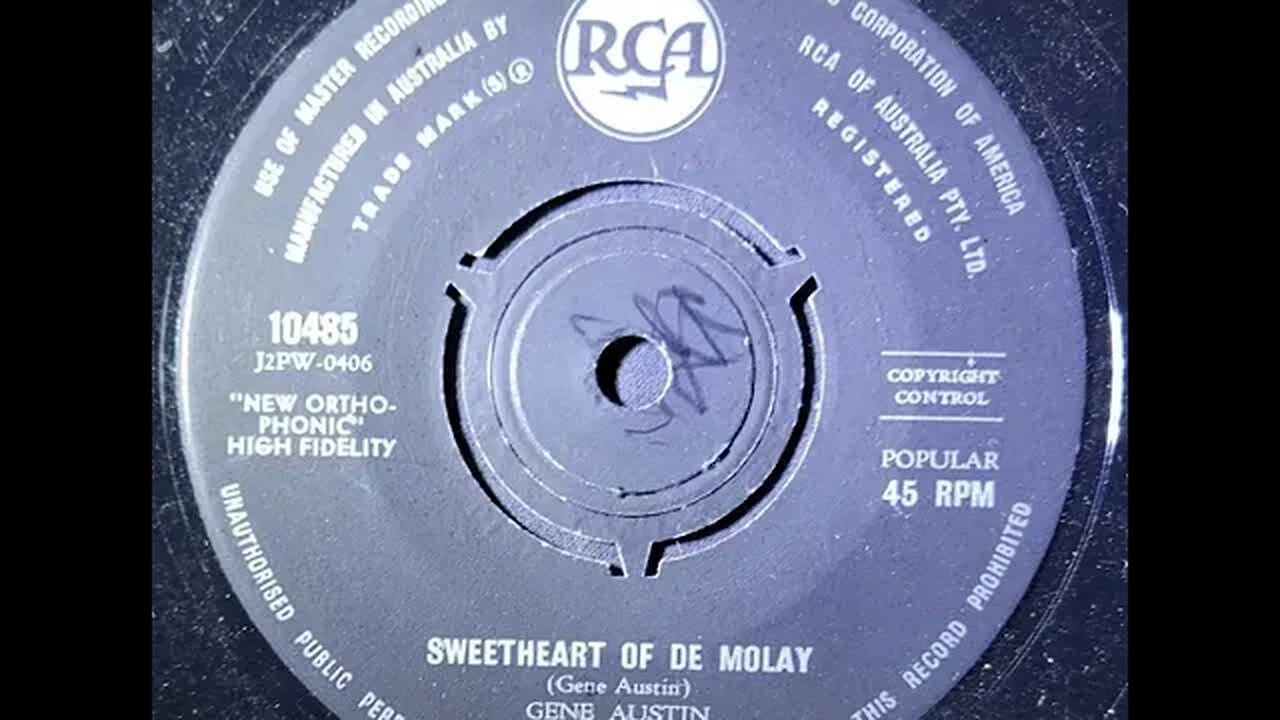 USE OF MASTER RECORDING
CORPORATION OF AMERICA
MANUFACTURED IN AUSTRALIA BY
RCA OF AUSTRALIA PTY. LTD.
TRADE MARK(S)®
REGISTERED
RCA
10485
J2PW-0406
"NEW ORTHO-
PHONIC"
HIGH FIDELITY
COPYRIGHT
CONTROL
POPULAR
45 RPM
SWEETHEART OF DE MOLAY
(Gene Austin)
GENE AUSTIN
UNAUTHORISED PUBLIC
THIS RECORD PROHIBITED